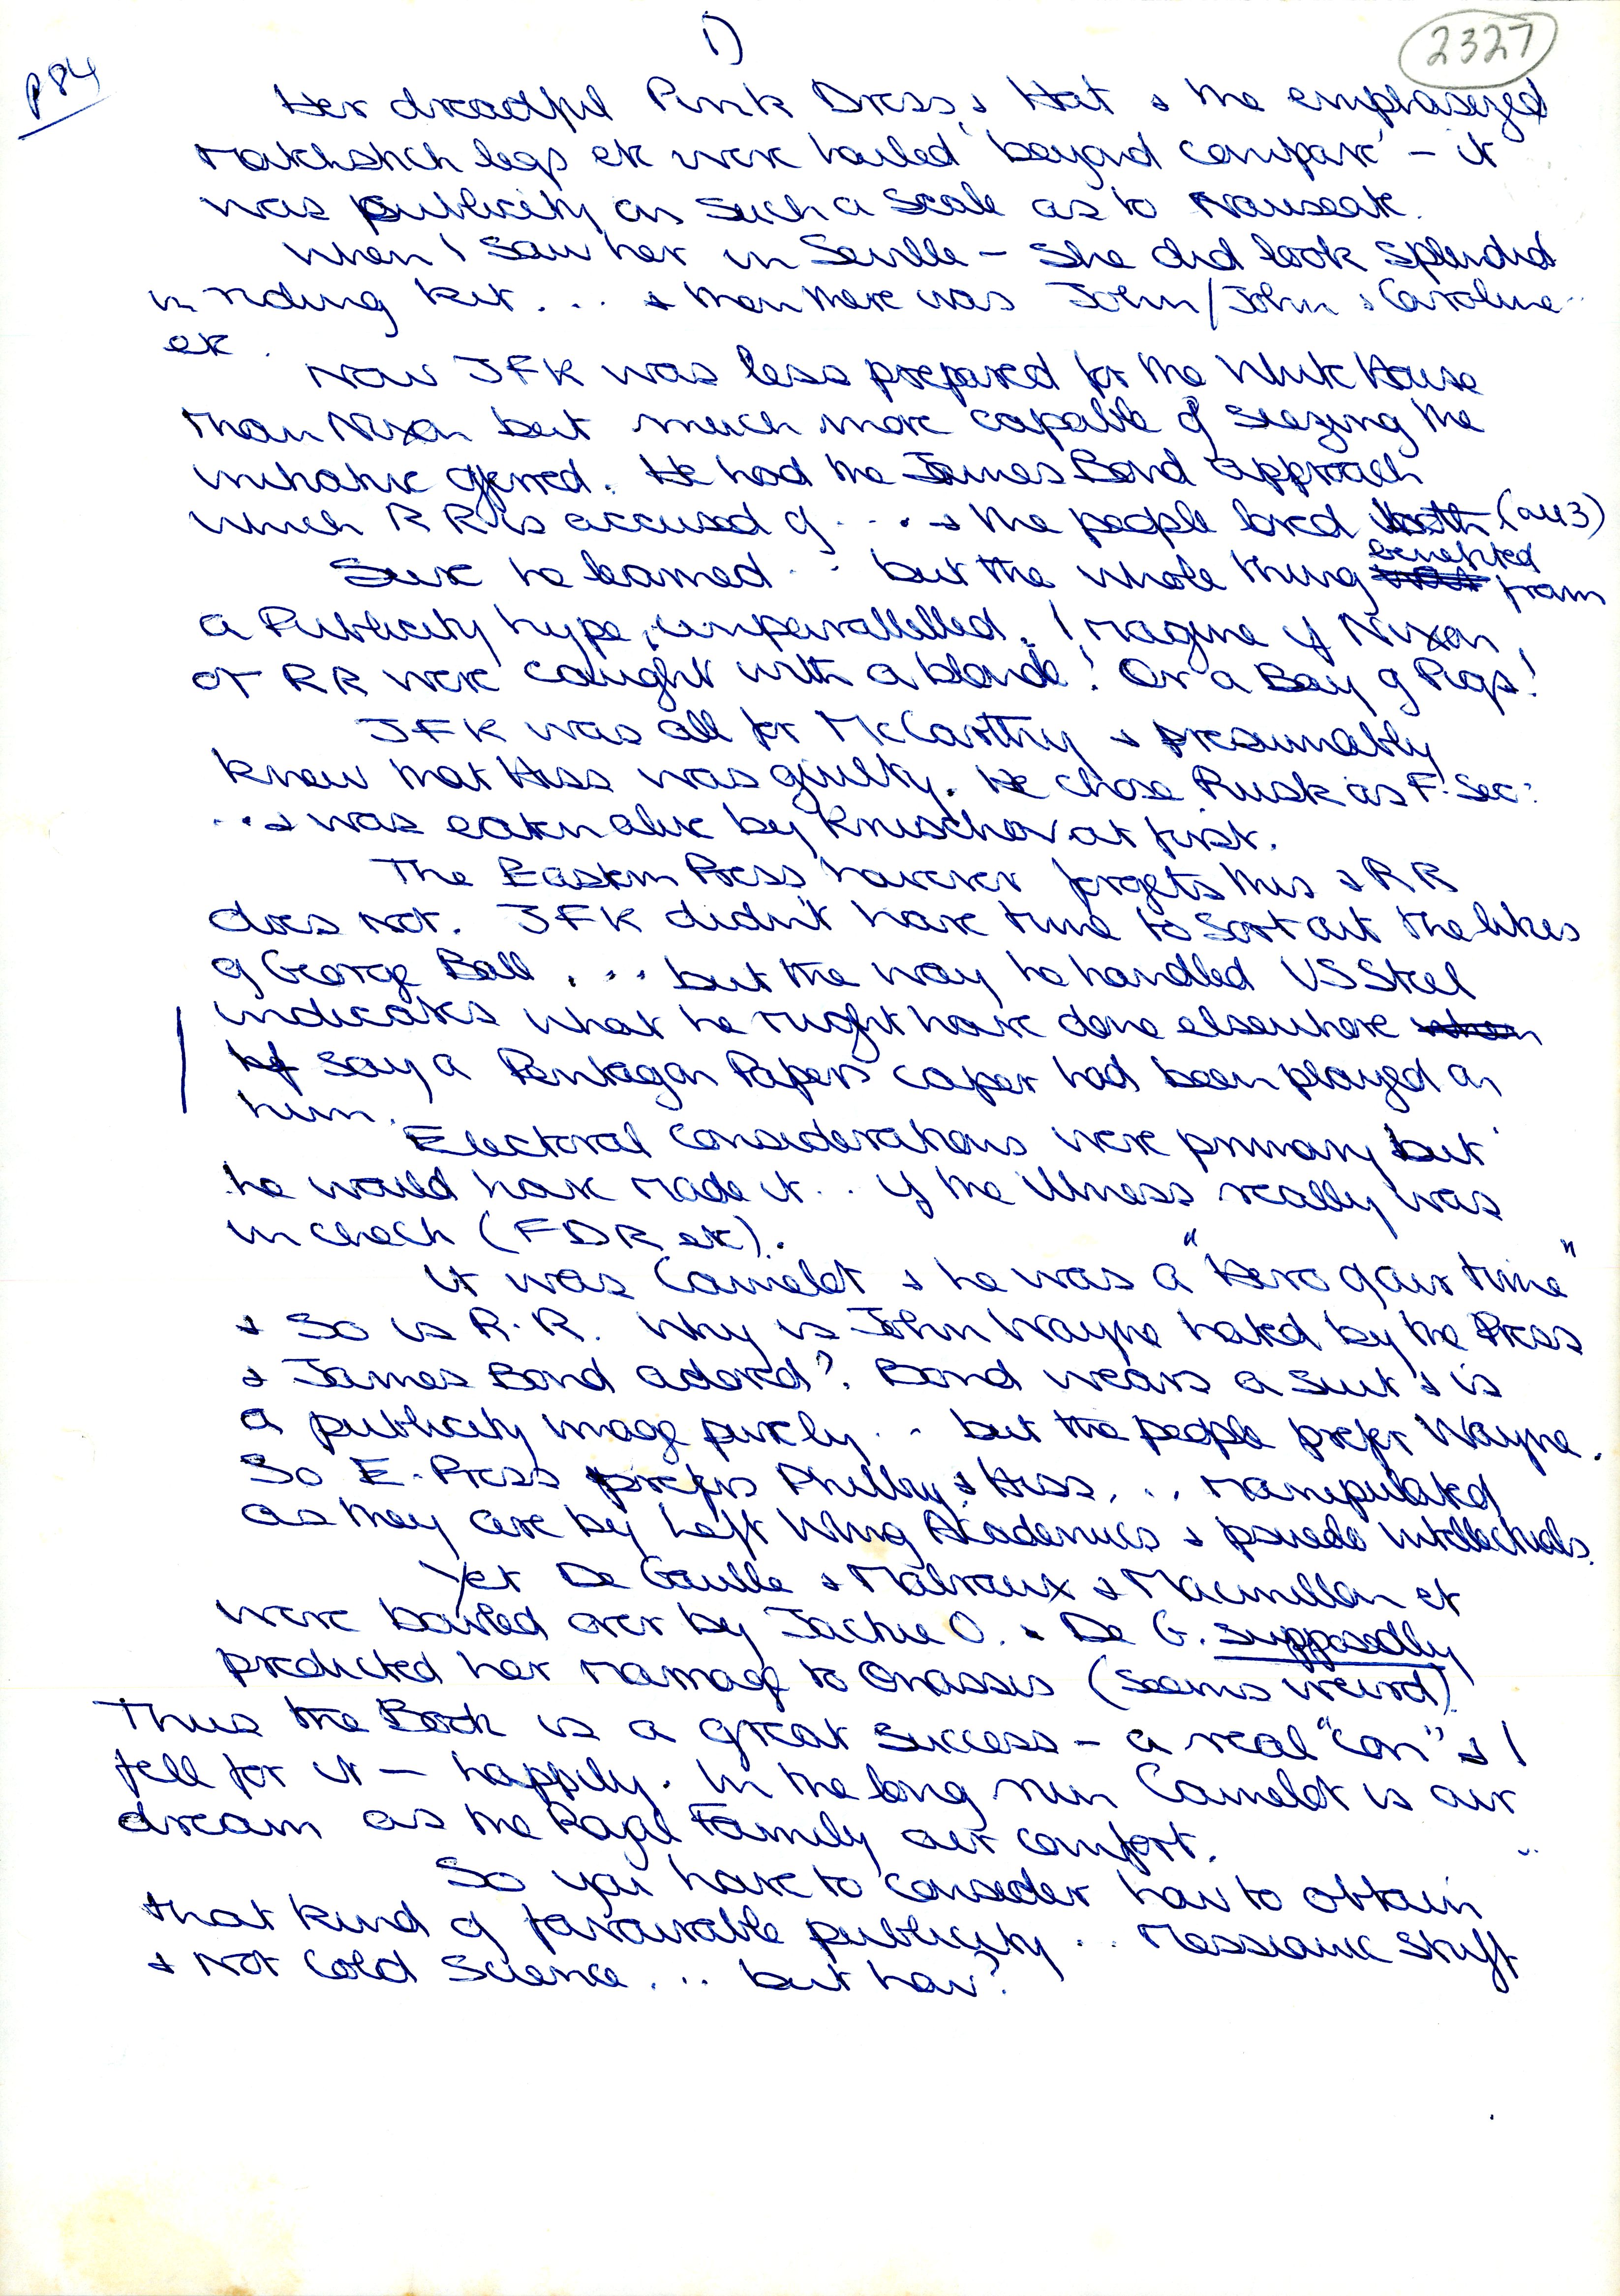 i)
2327
p84
Her dreadful Pink Dress, & Hat & the emphasezed
matchstick legs etc were hailed 'beyond compare' – it
was publicity on such a scale as to nauseate.
When I saw her in Seville – she did look splendid
in riding kit . . . & then there was John/John & Caroline ..
etc.
Now JFK was less prepared for the White House
than Nixon but much more capable of siezing the
initiative offered. He had the James Bond approach
which RR is accused of . . . . & the people loved both (all 3)
Sure he learned . . but the whole thing benefited from
a Publicity hype, unparallelled. Imagine if Nixon,
or RR were caught with a blonde! Or a Bay of Pigs!
JFK was all for McCarthy & presumably
knew that Hiss was guilty. He chose Rusk as F. Sec:
. . & was eaten alive by Kruschov at first.
The Eastern Press however forgets this & RR
does not. JFK didn't have time to sort out the likes
of George Ball . . . but the way he handled US Steel
indicates what he might have done elsewhere
if say a Pentagon Papers caper had been played on
him.
Electoral considerations were primary but
he would have made it . . if the illness really was
in check (FDR etc).
It was Camelot & he was a "Hero of our time"
& so is R.R. Why is John Wayne hated by the Press
& James Bond adored? Bond wears a suit & is
a publicity image purely . . but the people prefer Wayne.
So E-Press prefers Philby & Hiss . . . manipulated
as they are by Left Wing Academics & psuedo intellectuals.
Yet De Gaulle & Malraux & Macmillan et
were bowled over by Jackie O. & De G. supposedly
predicted her marriage to Onassis (seems weird)
Thus the Book is a great success – a real "con" & I
fell for it – happily. In the long run Camelot is our
dream as the Royal Family our comfort.
So you have to consider how to obtain
that kind of favourable publicity . . Messianic stuff
& not Cold Science . . . but how?